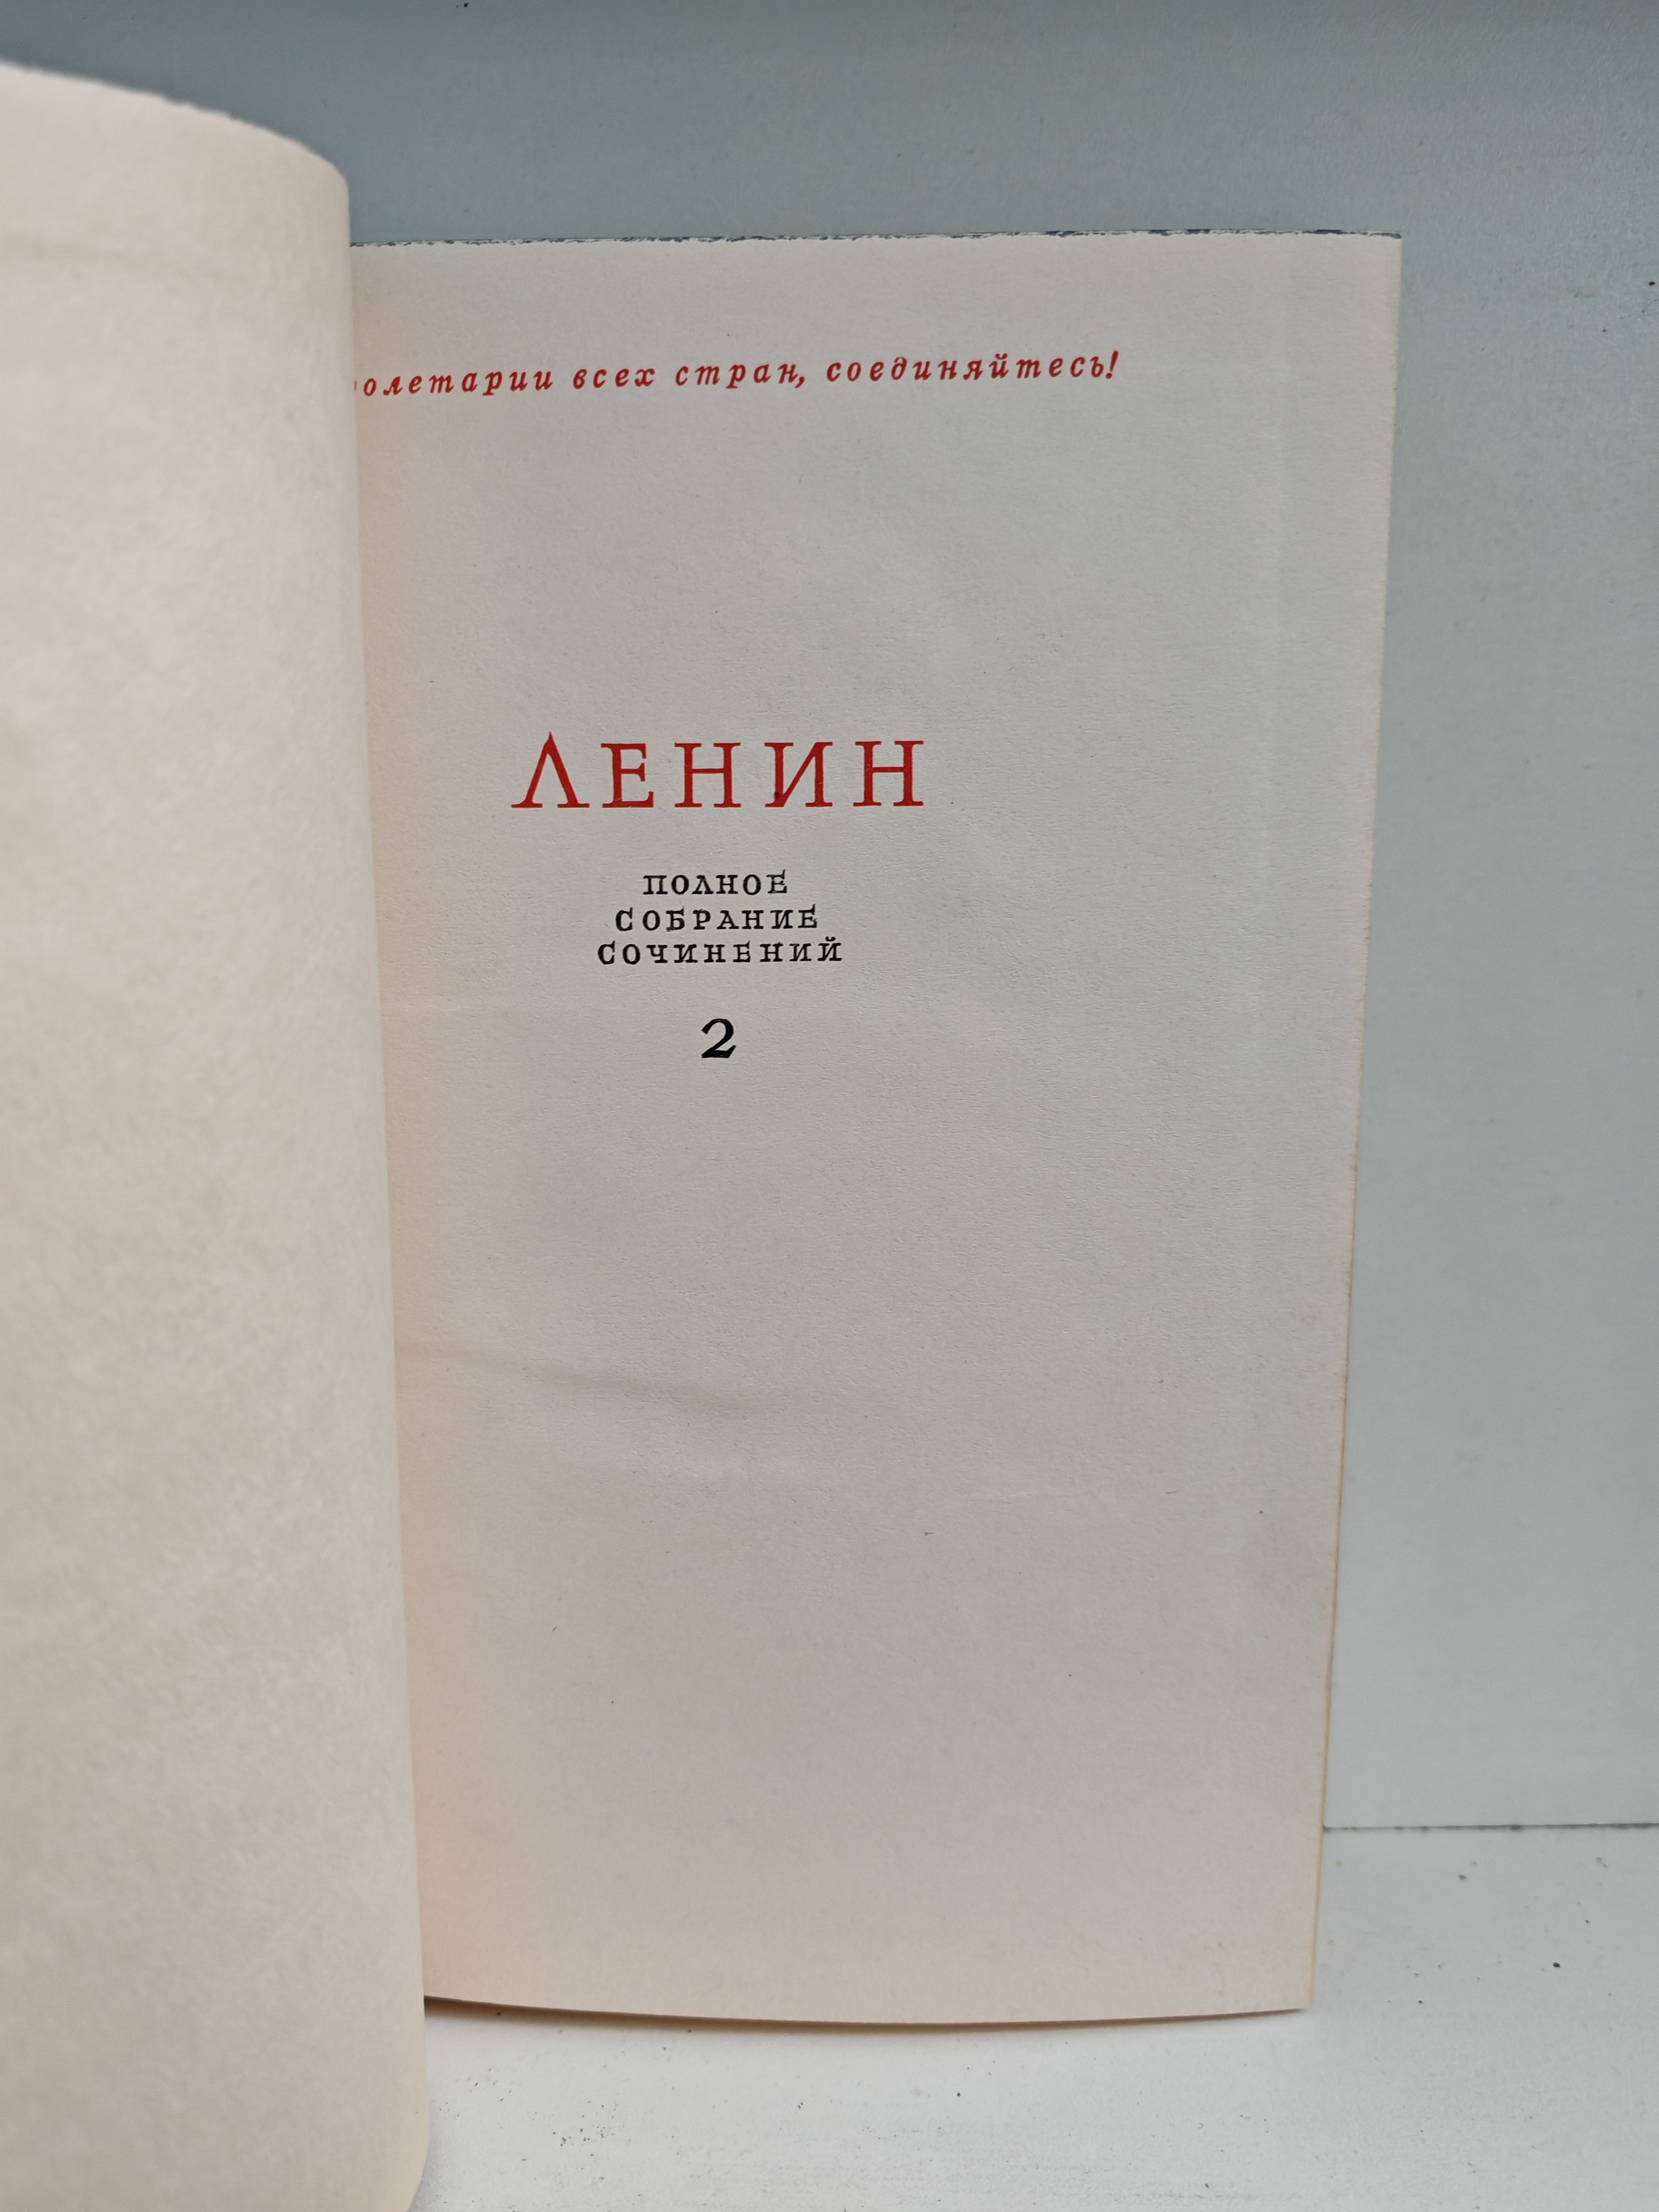 ролетарии всех стран, соединяйтесь!
ЛЕНИН
ПОЛНОЕ
СОБРАНИЕ
СОЧИНЕНИЙ
2